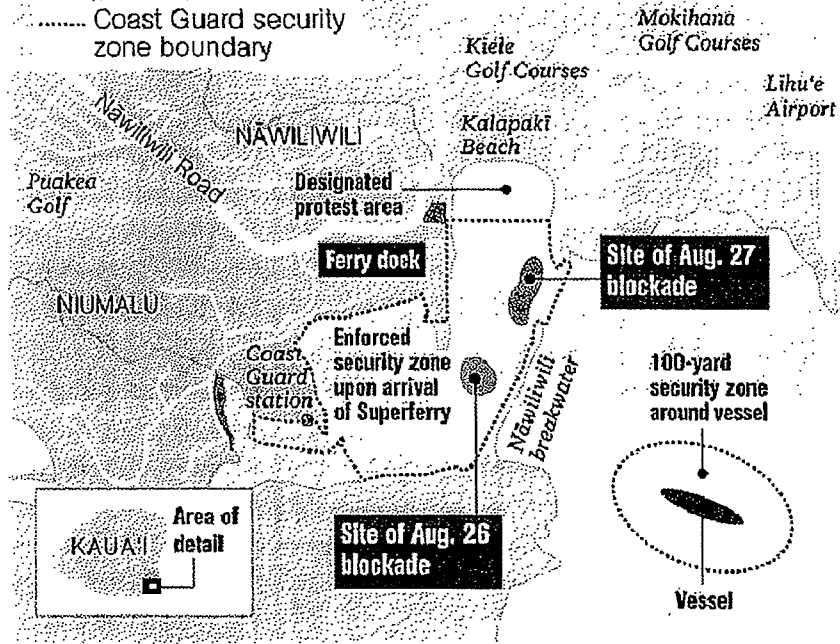 Coast Guard security
zone boundary
Mokihana
Golf Courses
Kiele
Golf Courses
Līhu'e
Airport
Nāwiliwili Road
NĀWILIWILI
Kalapakī
Beach
Puakea
Golf
Designated
protest area
Ferry dock
Site of Aug. 27
blockade
NIUMALU
Enforced
security zone
upon arrival
of Superferry
Coast
Guard
station
Nāwiliwili
breakwater
100-yard
security zone
around vessel
KAUA'I
Area of
detail
Site of Aug. 26
blockade
Vessel